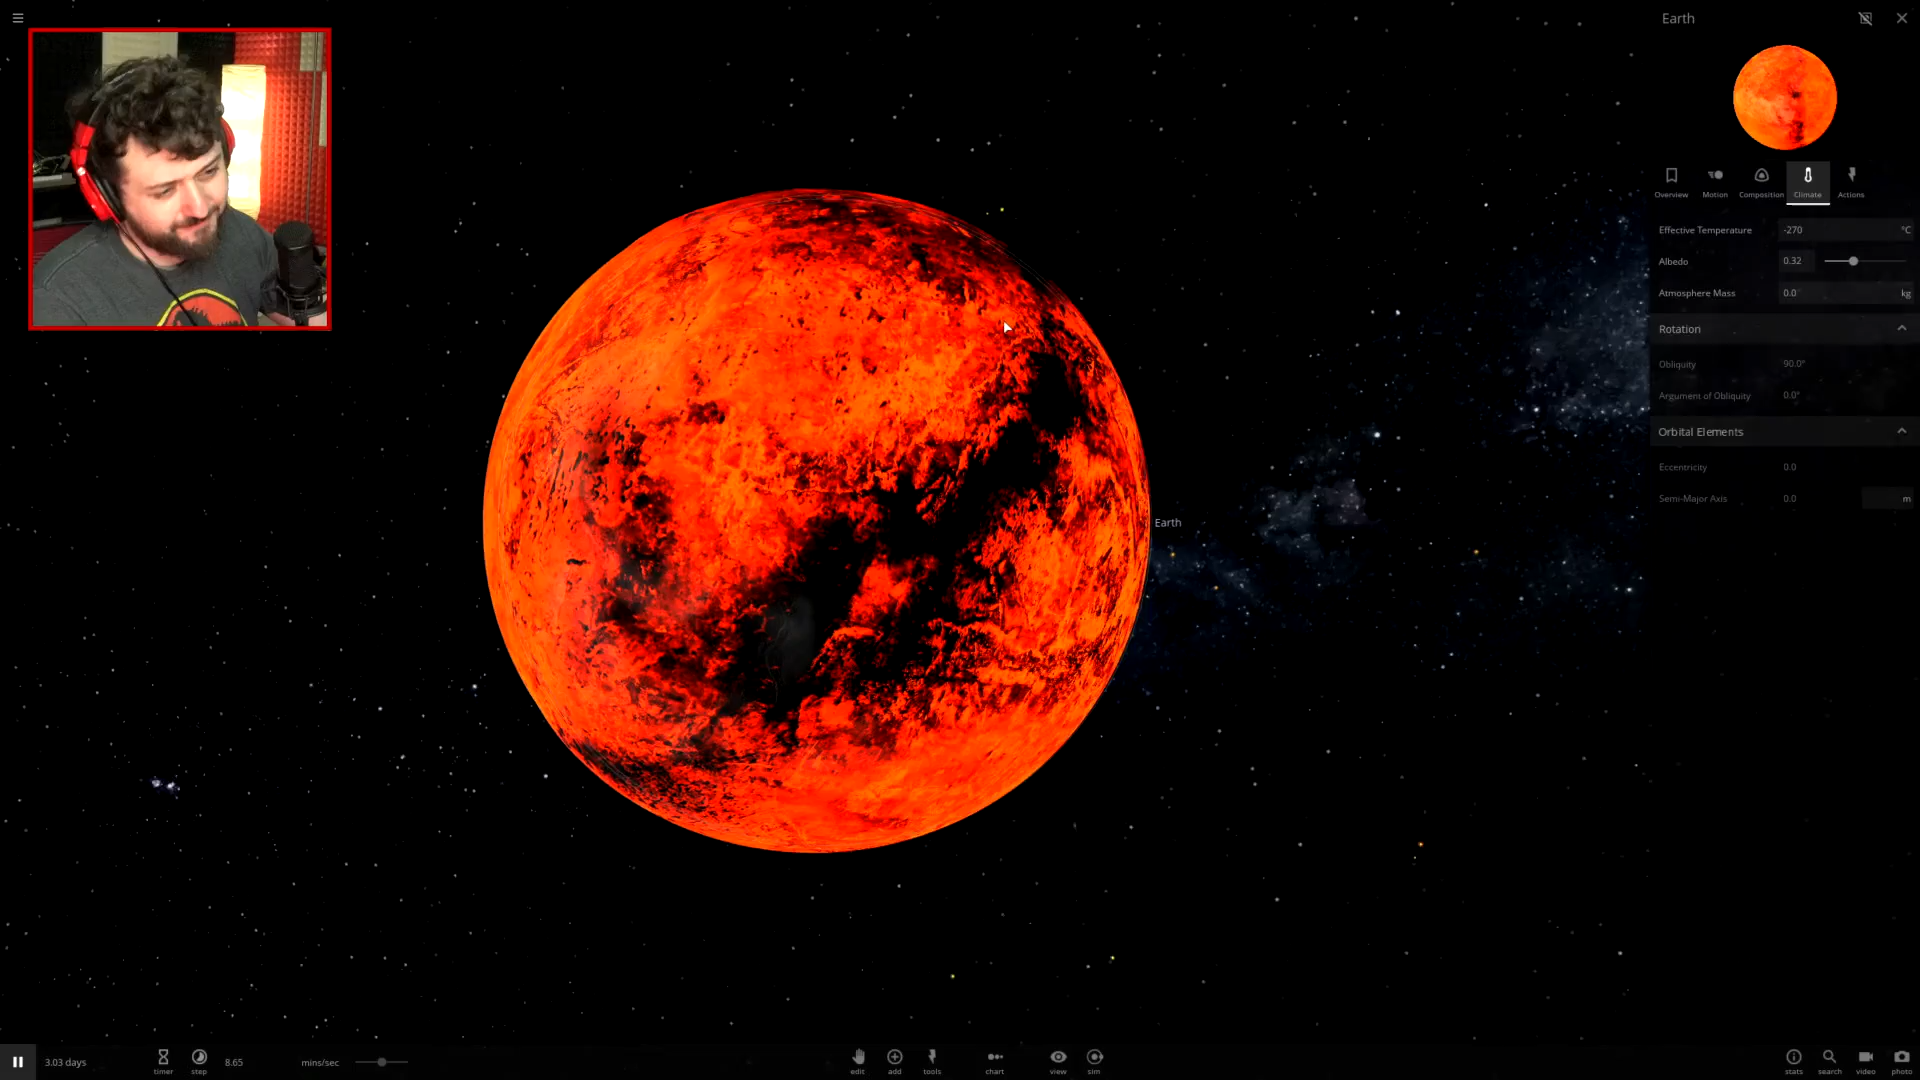 Earth
Overview Motion Composition Climate Actions
Effective Temperature -270 °C
Albedo 0.32
Atmosphere Mass 0.0 kg
Rotation
Obliquity 90.0°
Argument of Obliquity 0.0°
Orbital Elements
Eccentricity 0.0
Semi-Major Axis 0.0 m
Earth
3.03 days timer step 8.65 mins/sec edit add tools chart view sim stats search video photo